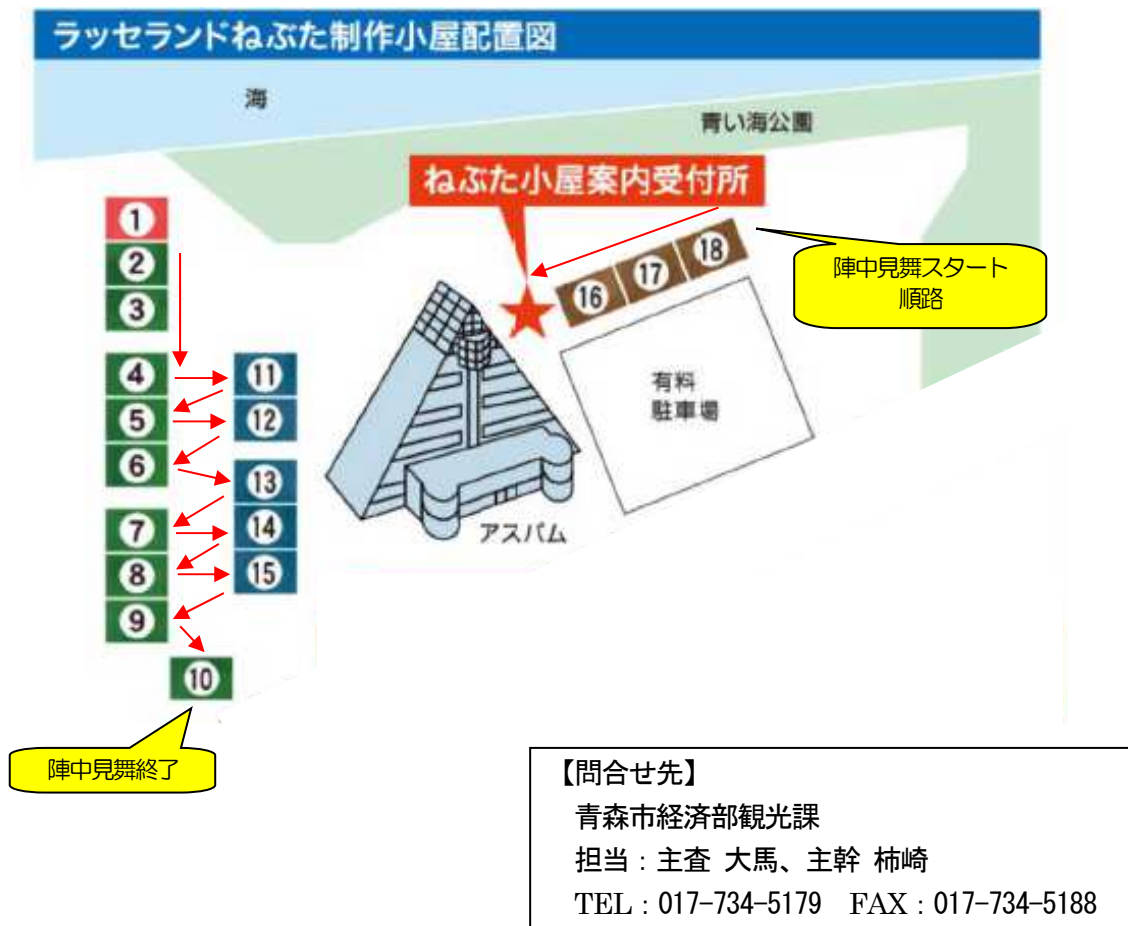 ラッセランドねぶた制作小屋配置図
海
青い海公園
ねぶた小屋案内受付所
①
②
③
④
⑤
⑥
⑦
⑧
⑨
⑩
⑪
⑫
⑬
⑭
⑮
⑯
⑰
⑱
陣中見舞スタート
順路
有料
駐車場
アスパム
陣中見舞終了
【問合せ先】
青森市経済部観光課
担当：主査 大馬、主幹 柿崎
TEL：017-734-5179 FAX：017-734-5188